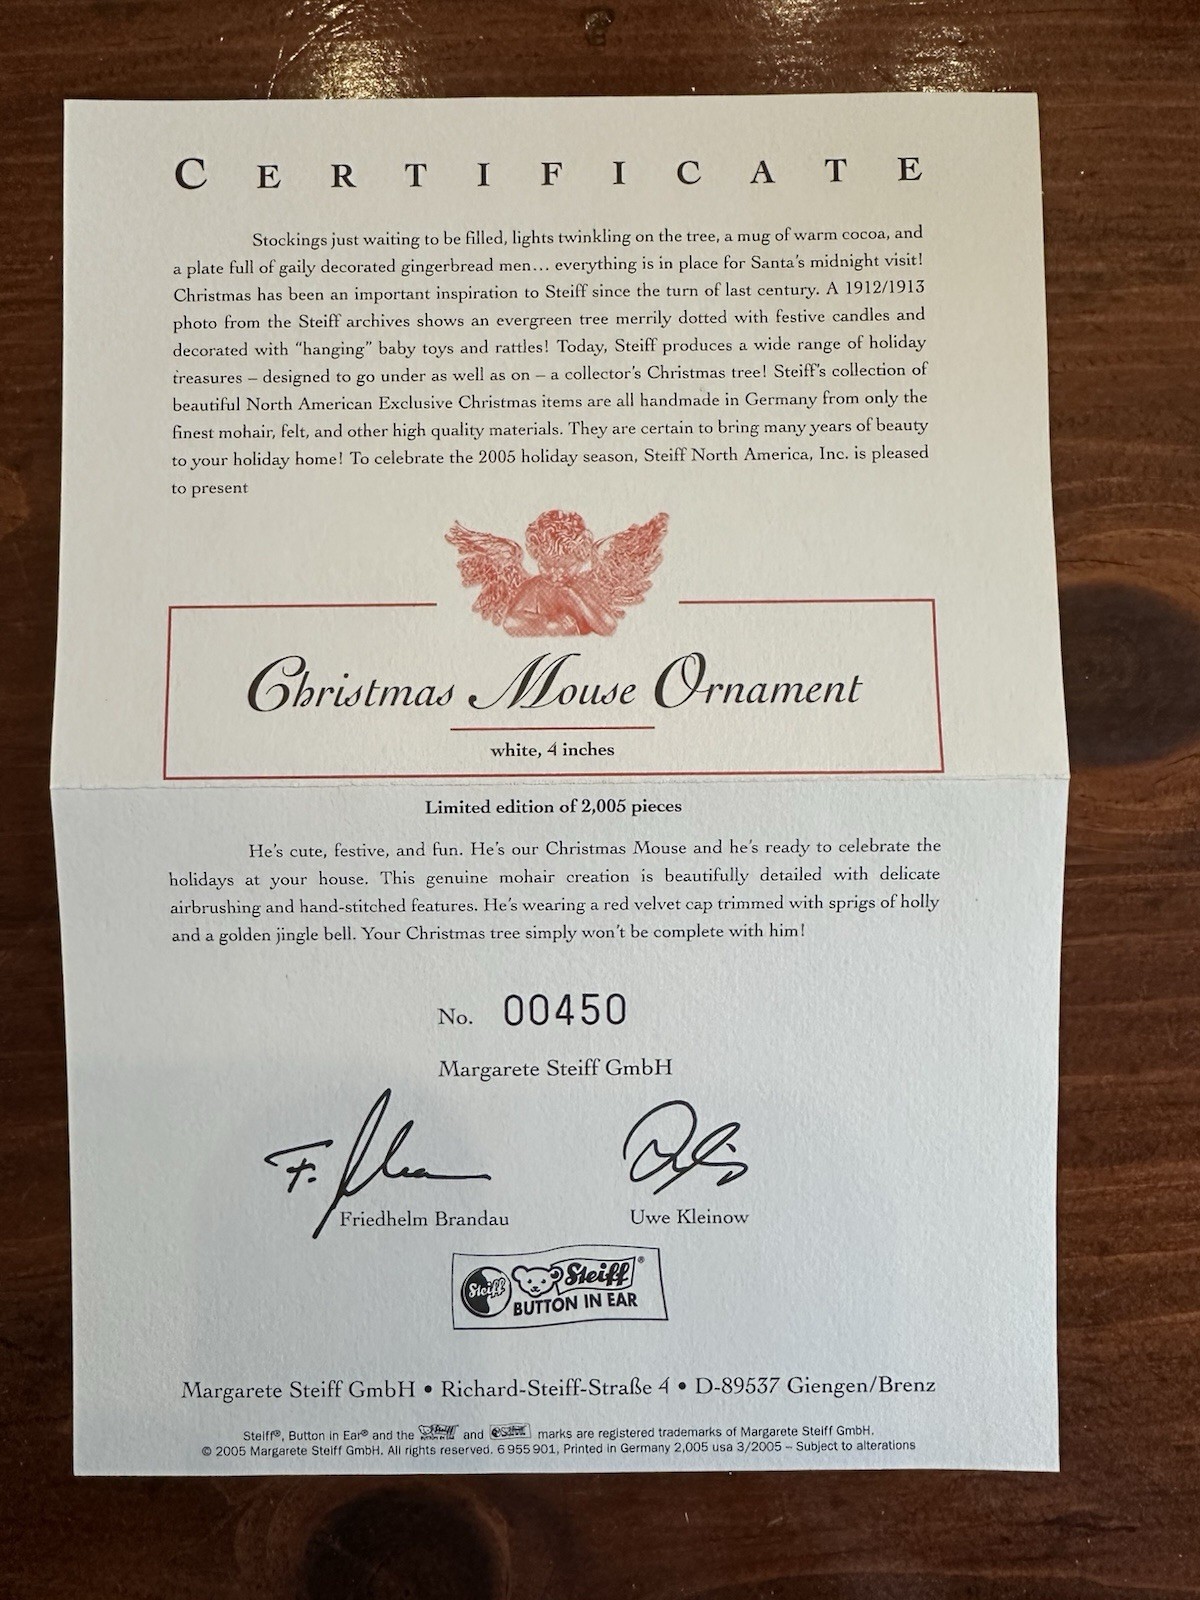 CERTIFICATE
Stockings just waiting to be filled, lights twinkling on the tree, a mug of warm cocoa, and
a plate full of gaily decorated gingerbread men... everything is in place for Santa's midnight visit!
Christmas has been an important inspiration to Steiff since the turn of last century. A 1912/1913
photo from the Steiff archives shows an evergreen tree merrily dotted with festive candles and
decorated with "hanging" baby toys and rattles! Today, Steiff produces a wide range of holiday
treasures – designed to go under as well as on – a collector's Christmas tree! Steiff's collection of
beautiful North American Exclusive Christmas items are all handmade in Germany from only the
finest mohair, felt, and other high quality materials. They are certain to bring many years of beauty
to your holiday home! To celebrate the 2005 holiday season, Steiff North America, Inc. is pleased
to present
Christmas Mouse Ornament
white, 4 inches
Limited edition of 2,005 pieces
He's cute, festive, and fun. He's our Christmas Mouse and he's ready to celebrate the
holidays at your house. This genuine mohair creation is beautifully detailed with delicate
airbrushing and hand-stitched features. He's wearing a red velvet cap trimmed with sprigs of holly
and a golden jingle bell. Your Christmas tree simply won't be complete with him!
No. 00450
Margarete Steiff GmbH
Friedhelm Brandau Uwe Kleinow
Steiff Steiff®
BUTTON IN EAR
Margarete Steiff GmbH • Richard-Steiff-Straße 4 • D-89537 Giengen/Brenz
Steiff®, Button in Ear® and the and marks are registered trademarks of Margarete Steiff GmbH.
© 2005 Margarete Steiff GmbH. All rights reserved. 6 955 901, Printed in Germany 2,005 usa 3/2005 – Subject to alterations